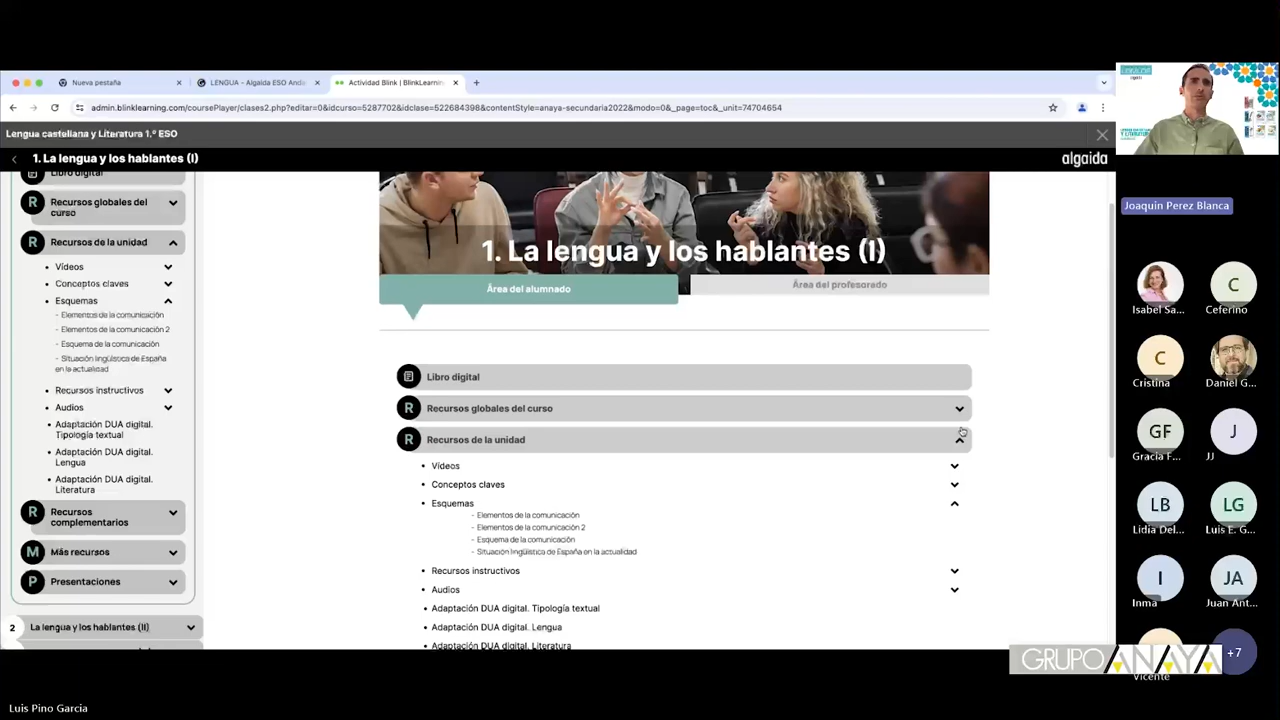 Nueva pestaña
LENGUA - Algaida ESO Anda
Actividad Blink | BlinkLearnin
admin.blinklearning.com/coursePlayer/clases2.php?editar=0&idcurso=5287702&idclase=522684398&contentStyle=anaya-secundaria2022&modo=0&_page=toc&_unit=74704654
Lengua castellana y Literatura 1.º ESO
1. La lengua y los hablantes (I)
algaida
Libro digital
R Recursos globales del
curso
R Recursos de la unidad
• Vídeos
• Conceptos claves
• Esquemas
- Elementos de la comunicación
- Elementos de la comunicación 2
- Esquema de la comunicación
- Situación lingüística de España
en la actualidad
• Recursos instructivos
• Audios
• Adaptación DUA digital.
Tipología textual
• Adaptación DUA digital.
Lengua
• Adaptación DUA digital.
Literatura
R Recursos
complementarios
M Más recursos
P Presentaciones
2 La lengua y los hablantes (II)
1. La lengua y los hablantes (I)
Área del alumnado
Área del profesorado
Libro digital
R Recursos globales del curso
R Recursos de la unidad
• Vídeos
• Conceptos claves
• Esquemas
- Elementos de la comunicación
- Elementos de la comunicación 2
- Esquema de la comunicación
- Situación lingüística de España en la actualidad
• Recursos instructivos
• Audios
• Adaptación DUA digital. Tipología textual
• Adaptación DUA digital. Lengua
• Adaptación DUA digital. Literatura
Joaquin Perez Blanca
Isabel Sa...
C
Ceferino
C
Cristina
Daniel G...
GF
Gracia F...
J
JJ
LB
Lidia Del...
LG
Luis E. G...
I
Inma
JA
Juan Ant...
+7
Vicente
GRUPO ANAYA
Luis Pino Garcia